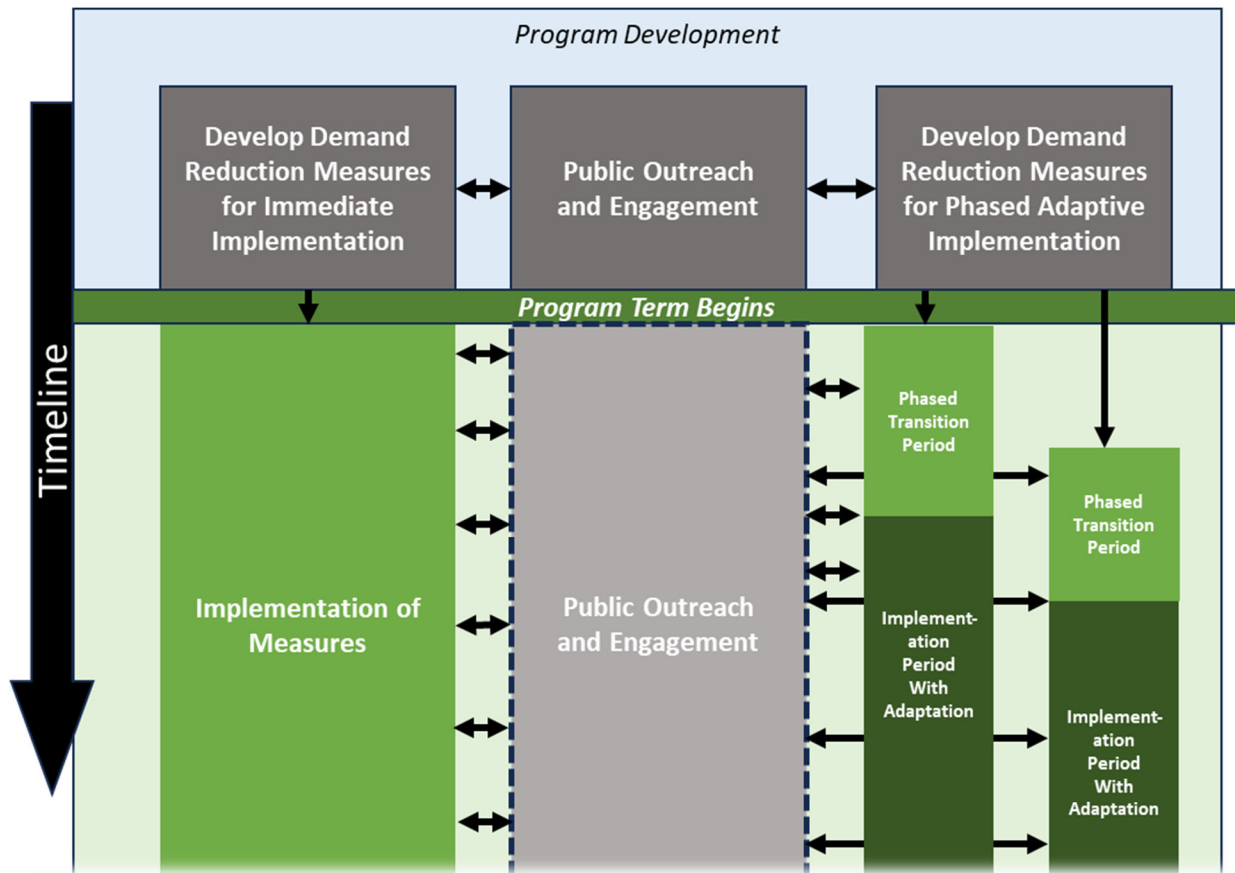 Program Development
Develop Demand
Reduction Measures
for Immediate
Implementation
Public Outreach
and Engagement
Develop Demand
Reduction Measures
for Phased Adaptive
Implementation
Program Term Begins
Timeline
Implementation of
Measures
Public Outreach
and Engagement
Phased
Transition
Period
Implement-
ation
Period
With
Adaptation
Phased
Transition
Period
Implement-
ation
Period
With
Adaptation